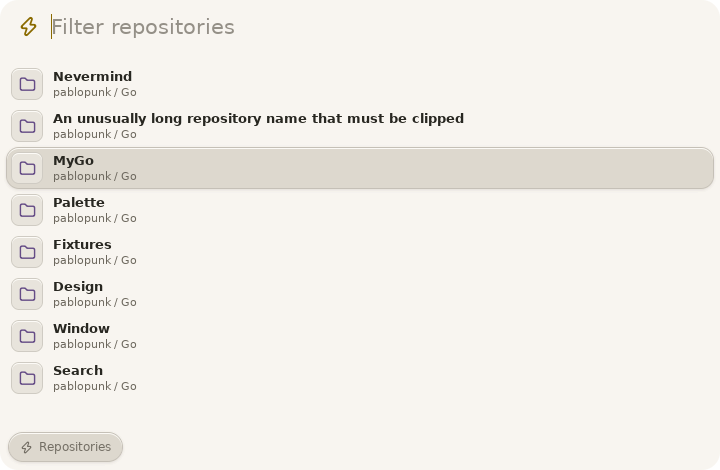 Filter repositories
Nevermind
pablopunk / Go
An unusually long repository name that must be clipped
pablopunk / Go
MyGo
pablopunk / Go
Palette
pablopunk / Go
Fixtures
pablopunk / Go
Design
pablopunk / Go
Window
pablopunk / Go
Search
pablopunk / Go
Repositories